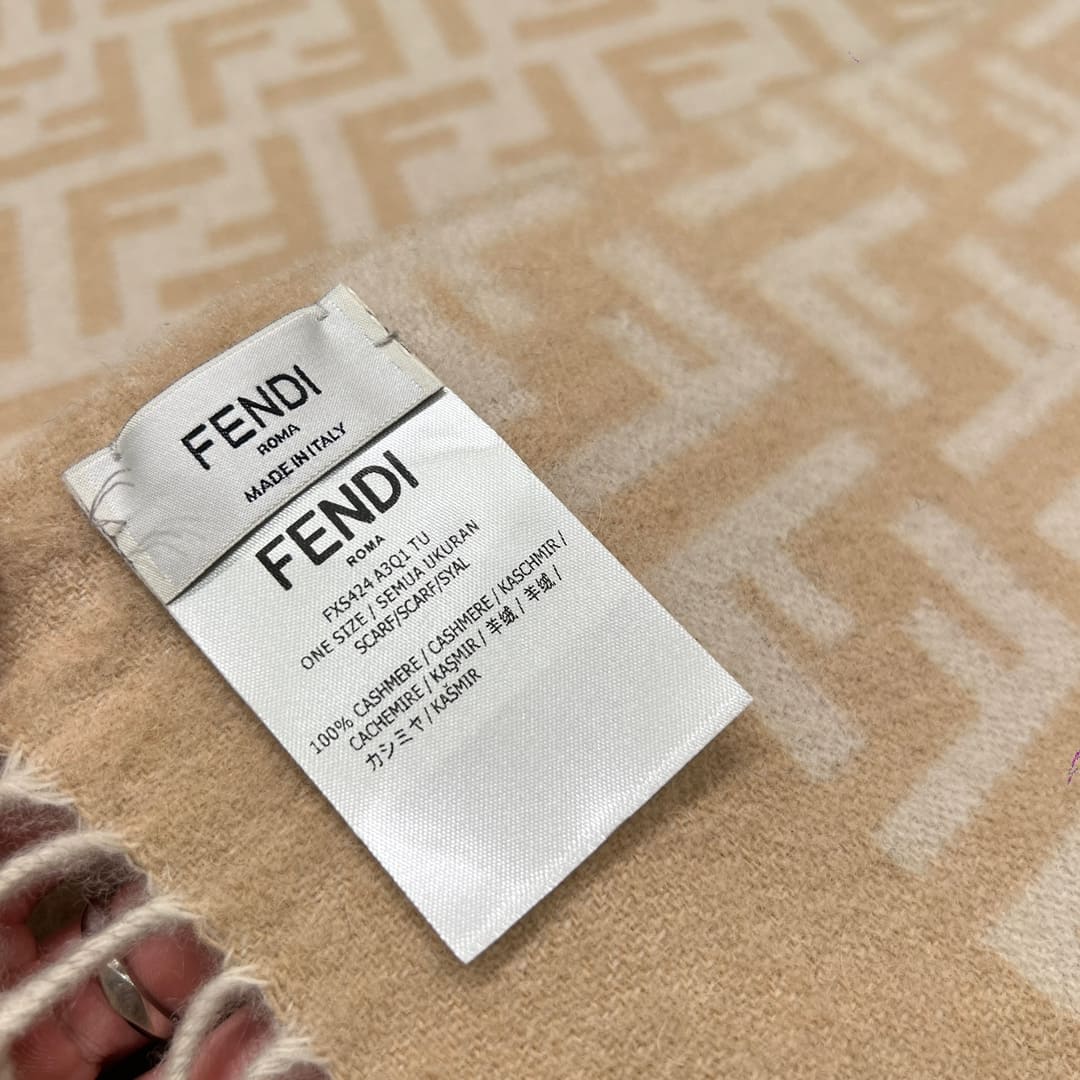 FENDI
ROMA
MADE IN ITALY
FENDI
ROMA
FXS424 A3Q1 TU
ONE SIZE / SEMUA UKURAN
SCARF/SCARF/SYAL
100% CASHMERE / CASHMERE / KASCHMIR /
CACHEMIRE / KAŞMIR / 羊绒 / 羊绒 /
カシミヤ / KAŠMIR